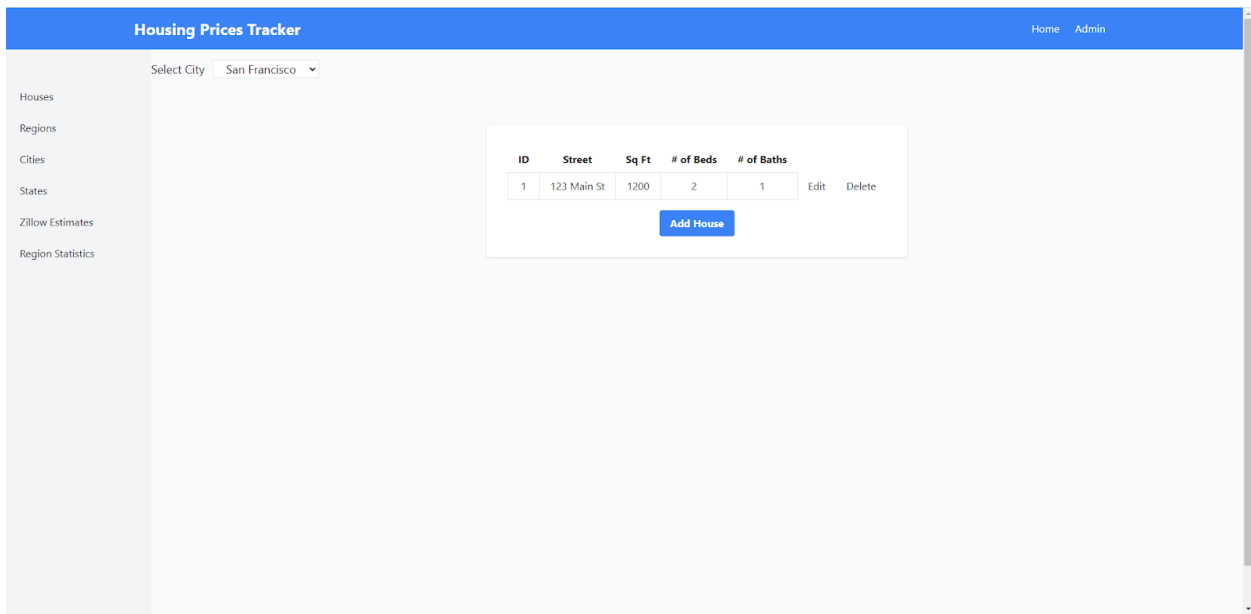 Housing Prices Tracker Home Admin
Select City San Francisco
Houses
Regions
Cities
States
Zillow Estimates
Region Statistics
ID Street Sq Ft # of Beds # of Baths
1 123 Main St 1200 2 1 Edit Delete
Add House